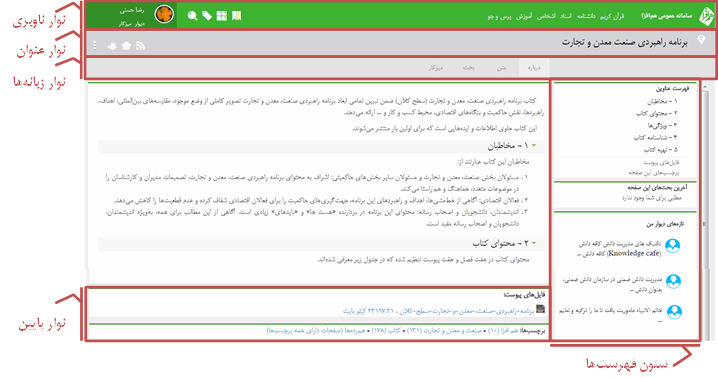 نوار ناوبری
سامانه عمومی هم‌افزا
قرآن کریم  دانشنامه  اسناد  اشخاص  آموزش  پرس و جو
رضا حسنی
دیوار  میزکار
نوار عنوان
برنامه راهبردی صنعت معدن و تجارت
نوار زبانه‌ها
درباره  متن  بحث  میزکار
فهرست عناوین
۱ - مخاطبان
۲ - محتوای کتاب
۳ - ویژگی‌ها
۴ - شناسنامه کتاب
۵ - تهیه کتاب
فایل‌های پیوست
برچسب‌های این صفحه
آخرین بحث‌های این صفحه
مطلبی برای شما وجود ندارد
تازه‌های دیوار من
تکنیک های مدیریت دانش کافه دانش
(Knowledge cafe) کافه دانش
... 
مدیریت دانش ضمنی در سازمان دانش ضمنی،
بعنوان دانش ...
خاتم الانبیاء ماموریت یافت تا ما را تزکیه و تعلیم
...
کتاب برنامه راهبردی صنعت، معدن و تجارت (سطح کلان) ضمن تبیین تمامی ابعاد برنامه راهبردی صنعت، معدن و تجارت تصویر کاملی از وضع موجود، مقایسه‌های بین‌المللی، اهداف،
راهبردها، نقش حاکمیت و بنگاه‌های اقتصادی، محیط کسب و کار و ... ارائه می‌دهد.
این کتاب حاوی اطلاعات و ایده‌هایی است که برای اولین بار منتشر می‌شوند.
۱ - مخاطبان
مخاطبان این کتاب عبارتند از:
۱. مسئولان بخش صنعت، معدن و تجارت و مسئولان سایر بخش‌های حاکمیتی: اشراف به محتوای برنامه راهبردی صنعت، معدن و تجارت، تصمیمات مدیران و کارشناسان را
در موضوعات متعدد، هماهنگ و هم راستا می‌کند.
۲. فعالان اقتصادی: آگاهی از خط‌مشی‌ها، اهداف و راهبردهای این برنامه، جهت‌گیری‌های حاکمیت را برای فعالان اقتصادی شفاف کرده و عدم قطعیت‌ها را کاهش می‌دهد.
۳. اندیشمندان، دانشجویان و اصحاب رسانه: محتوای این برنامه در بردارنده «هست ها» و «بایدهای» زیادی است. آگاهی از این مطالب برای همه، به‌ویژه اندیشمندان،
دانشجویان و اصحاب رسانه مفید است.
۲ - محتوای کتاب
محتوای کتاب در هفت فصل و هفت پیوست تنظیم شده که در جدول زیر معرفی شده‌اند.
نوار پایین
فایل‌های پیوست:
برنامه-راهبردی-صنعت-معدن-و-تجارت-سطح-کلان ، ۲۳۱۹۷.۲۱ کیلو بایت
برچسب‌ها: هم افزا (۱۰) • صنعت و معدن و تجارت (۱۳۱) • کتاب (۱۷۸) • هم‌رده‌ها (صفحات دارای همه برچسب‌ها)
ستون فهرست‌ها